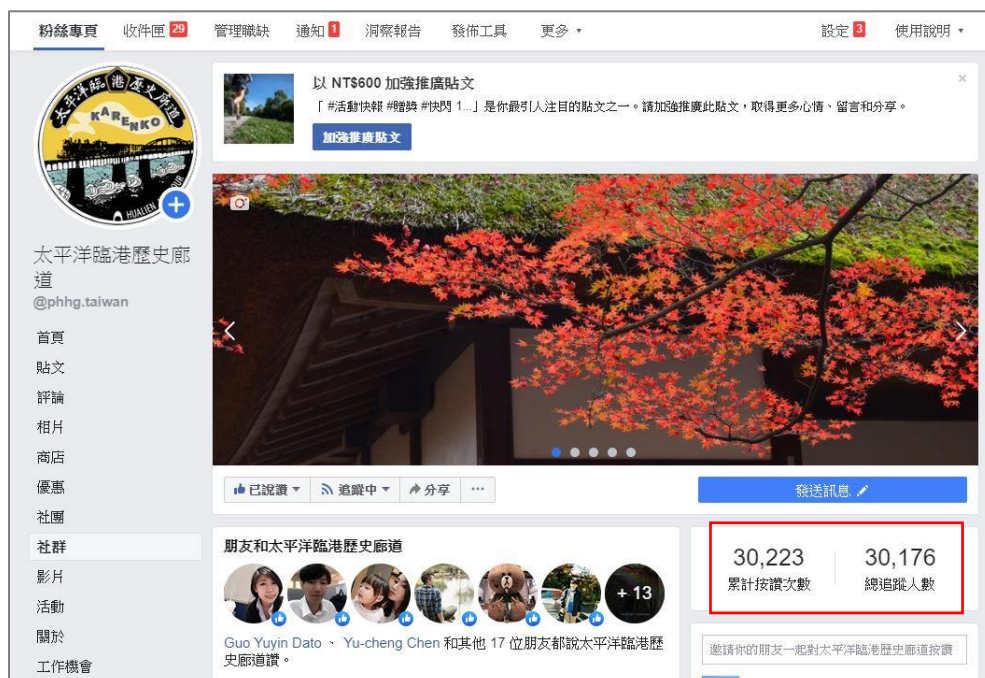 粉絲專頁 收件匣 29 管理職缺 通知 1 洞察報告 發佈工具 更多 設定 3 使用說明
太平洋臨港歷史廊道
KARENKO
HUALIEN
以 NT$600 加強推廣貼文
「 #活動快報 #贈獎 #快閃 1...」是你最引人注目的貼文之一。請加強推廣此貼文，取得更多心情、留言和分享。
加強推廣貼文
太平洋臨港歷史廊
道
@phhg.taiwan
首頁
貼文
評論
相片
商店
優惠
社團
社群
影片
活動
關於
工作機會
已說讚 追蹤中 分享 ...
發送訊息
朋友和太平洋臨港歷史廊道
+ 13
Guo Yuyin Dato 、 Yu-cheng Chen 和其他 17 位朋友都說太平洋臨港歷
史廊道讚。
30,223 30,176
累計按讚次數 總追蹤人數
邀請你的朋友一起對太平洋臨港歷史廊道按讚